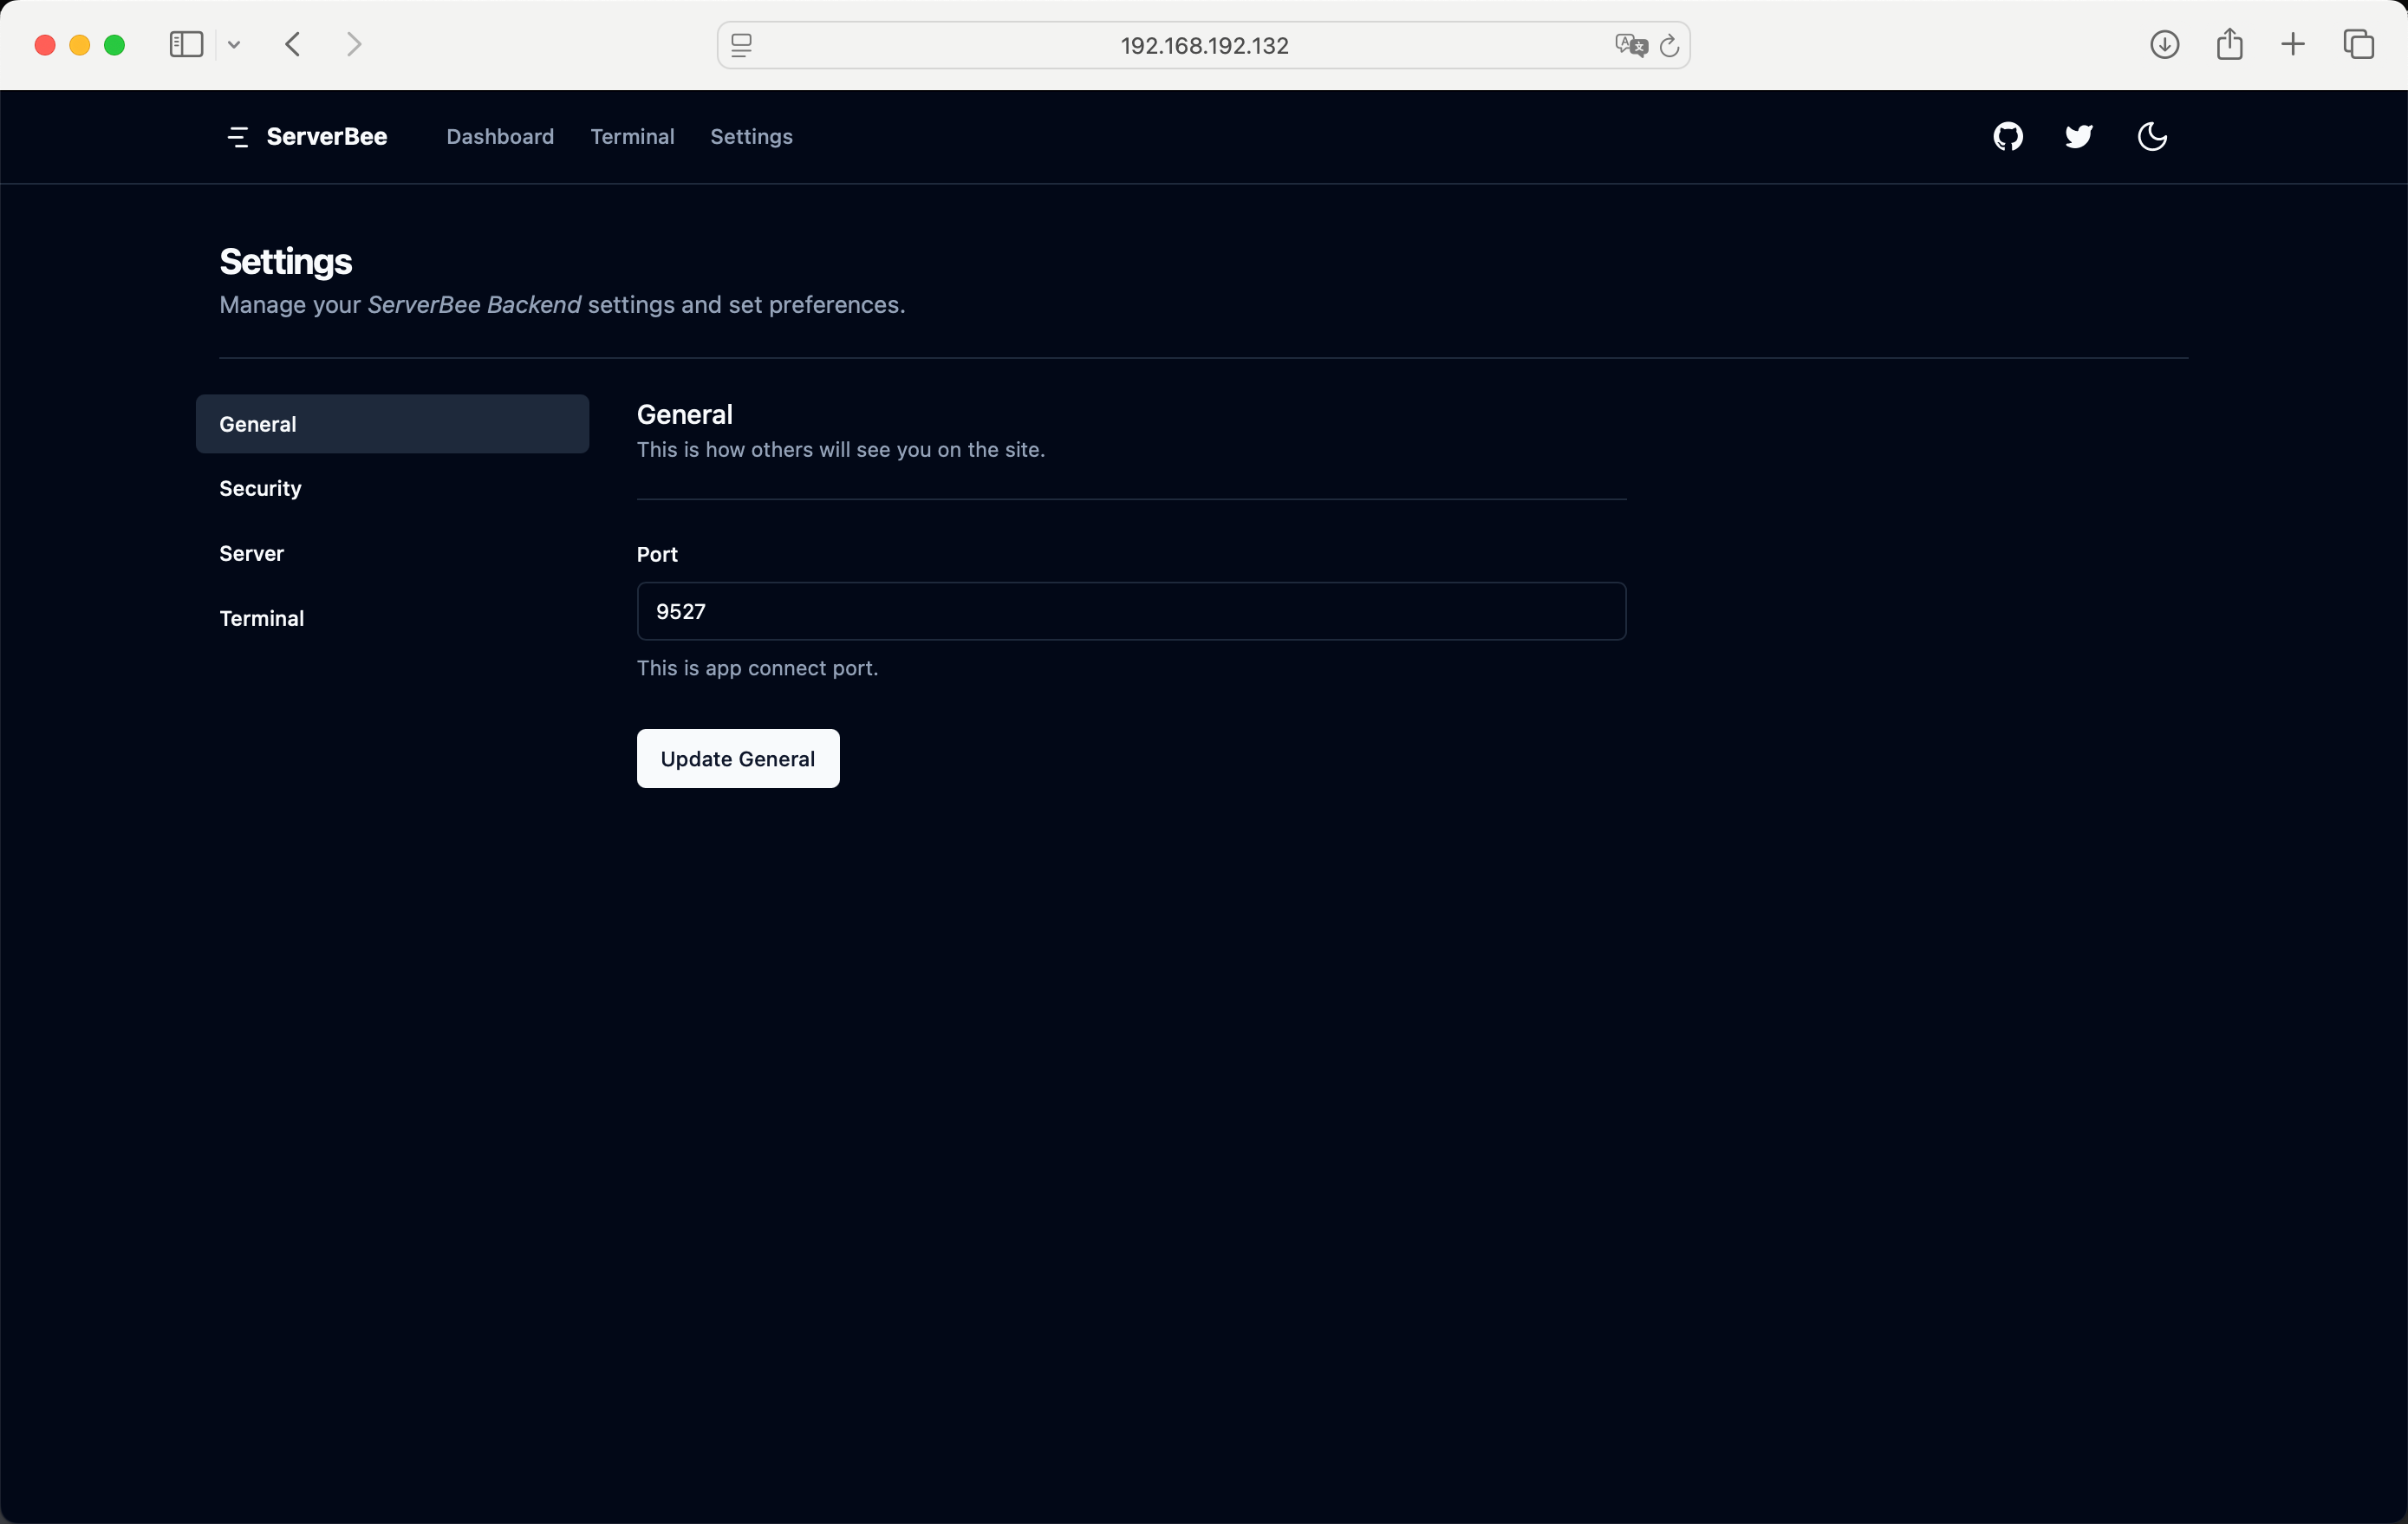 192.168.192.132
ServerBee
Dashboard
Terminal
Settings
Settings
Manage your ServerBee Backend settings and set preferences.
General
Security
Server
Terminal
General
This is how others will see you on the site.
Port
9527
This is app connect port.
Update General